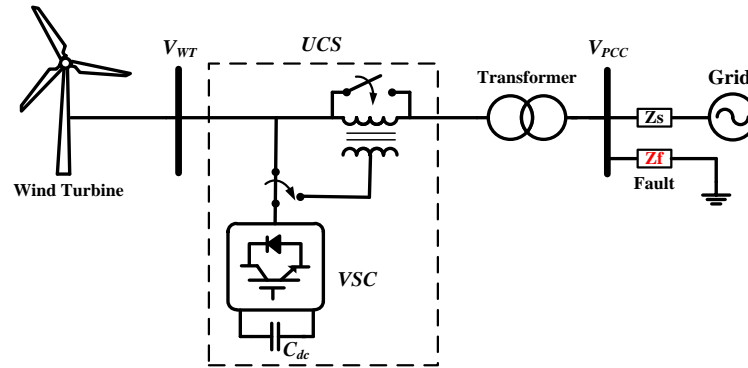 UCS
V_WT
V_PCC
Transformer
Grid
Zs
Zf
Fault
Wind Turbine
VSC
C_dc